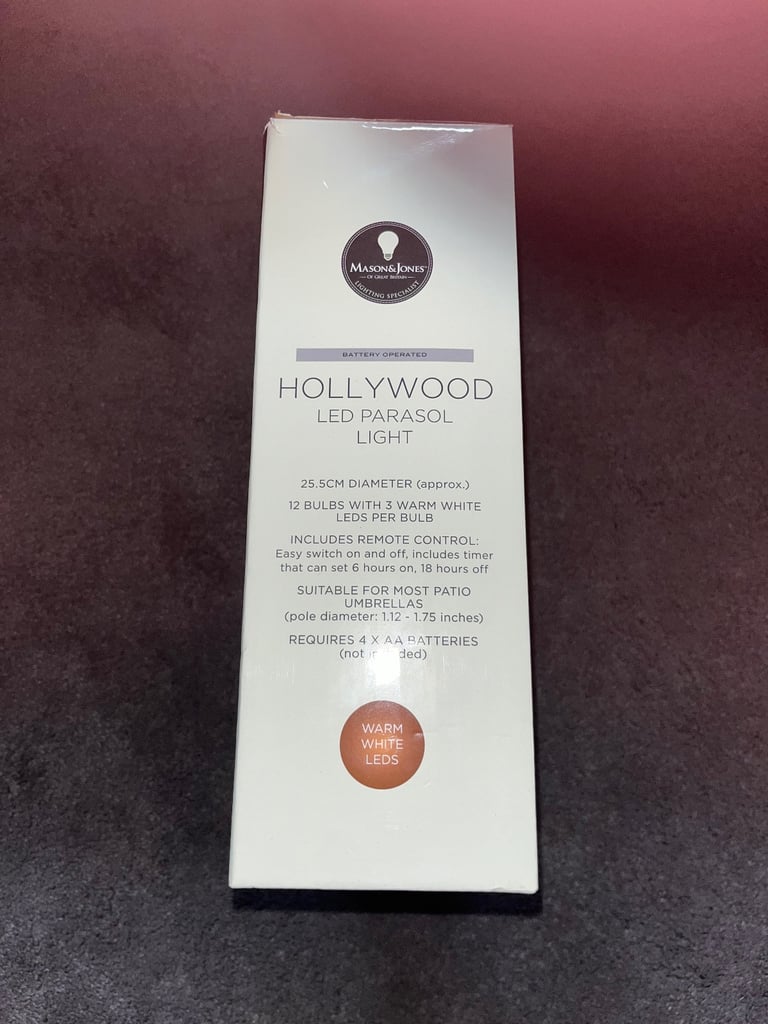 MASON&JONES
OF GREAT BRITAIN
LIGHTING SPECIALIST
BATTERY OPERATED
HOLLYWOOD
LED PARASOL
LIGHT
25.5CM DIAMETER (approx.)
12 BULBS WITH 3 WARM WHITE
LEDS PER BULB
INCLUDES REMOTE CONTROL:
Easy switch on and off, includes timer
that can set 6 hours on, 18 hours off
SUITABLE FOR MOST PATIO
UMBRELLAS
(pole diameter: 1.12 - 1.75 inches)
REQUIRES 4 X AA BATTERIES
(not included)
WARM
WHITE
LEDS